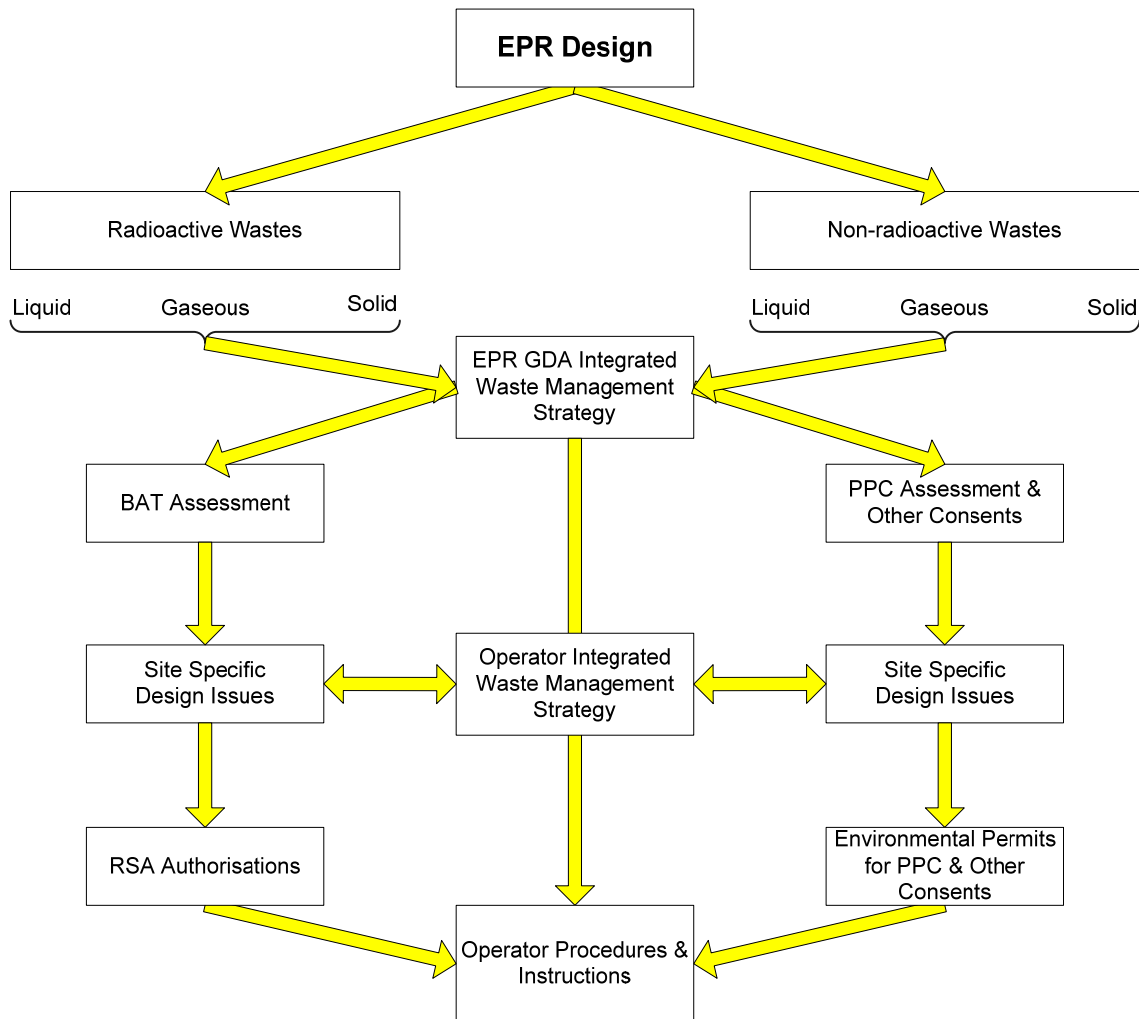 EPR Design
Radioactive Wastes
Non-radioactive Wastes
Liquid Gaseous Solid
Liquid Gaseous Solid
EPR GDA Integrated
Waste Management
Strategy
BAT Assessment
PPC Assessment &
Other Consents
Site Specific
Design Issues
Operator Integrated
Waste Management
Strategy
Site Specific
Design Issues
RSA Authorisations
Environmental Permits
for PPC & Other
Consents
Operator Procedures &
Instructions